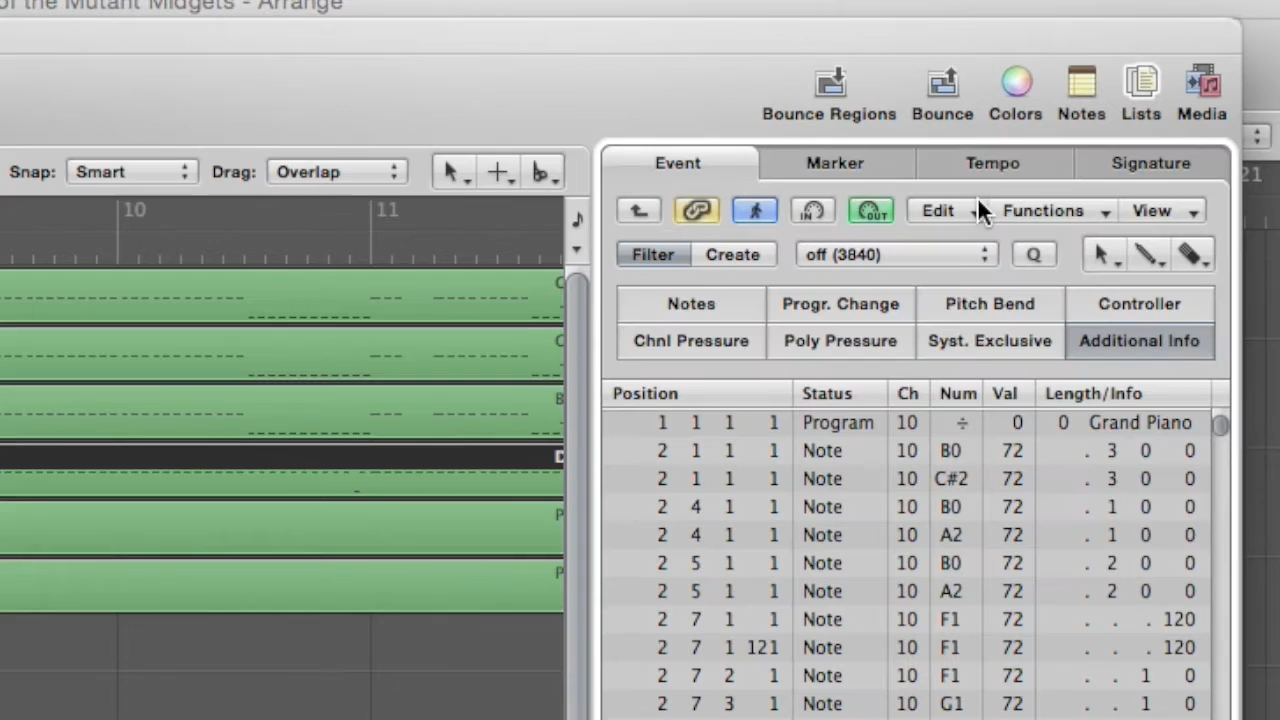 of the Mutant Midgets - Arrange
Bounce Regions Bounce Colors Notes Lists Media
Snap: Smart Drag: Overlap
Event Marker Tempo Signature
21
10 11
IN OUT Edit Functions View
Filter Create off (3840) Q
Notes Progr. Change Pitch Bend Controller
Chnl Pressure Poly Pressure Syst. Exclusive Additional Info
Position Status Ch Num Val Length/Info
1 1 1 1 Program 10 ÷ 0 0 Grand Piano
2 1 1 1 Note 10 B0 72 . 3 0 0
2 1 1 1 Note 10 C#2 72 . 3 0 0
2 4 1 1 Note 10 B0 72 . 1 0 0
2 4 1 1 Note 10 A2 72 . 1 0 0
2 5 1 1 Note 10 B0 72 . 2 0 0
2 5 1 1 Note 10 A2 72 . 2 0 0
2 7 1 1 Note 10 F1 72 . . . 120
2 7 1 121 Note 10 F1 72 . . . 120
2 7 2 1 Note 10 F1 72 . . 1 0
2 7 3 1 Note 10 G1 72 . . 1 0